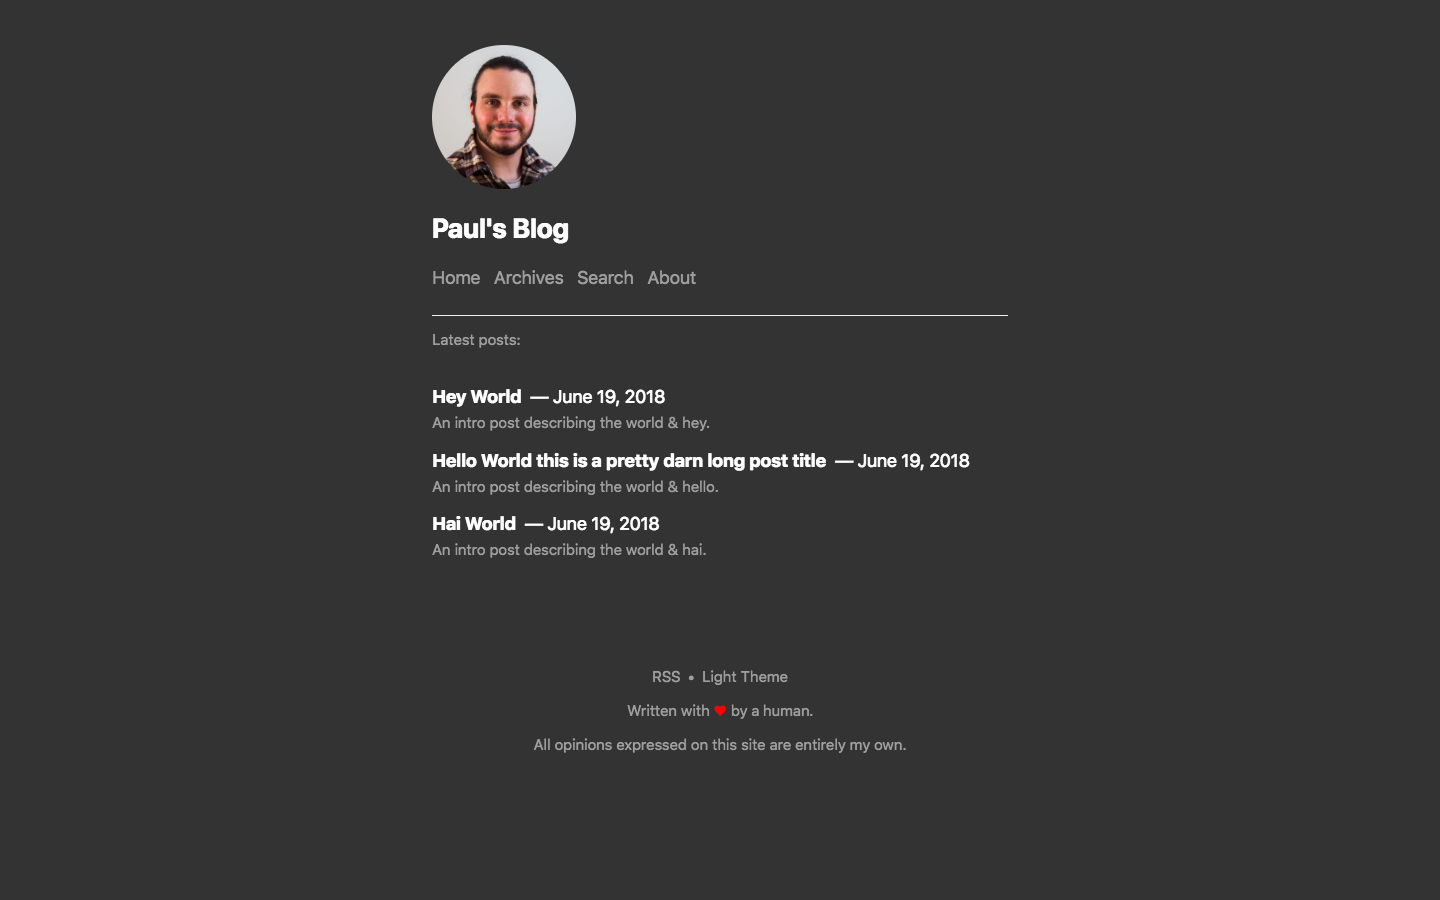 Paul's Blog
Home Archives Search About
Latest posts:
Hey World — June 19, 2018
An intro post describing the world & hey.
Hello World this is a pretty darn long post title — June 19, 2018
An intro post describing the world & hello.
Hai World — June 19, 2018
An intro post describing the world & hai.
RSS • Light Theme
Written with ♥ by a human.
All opinions expressed on this site are entirely my own.